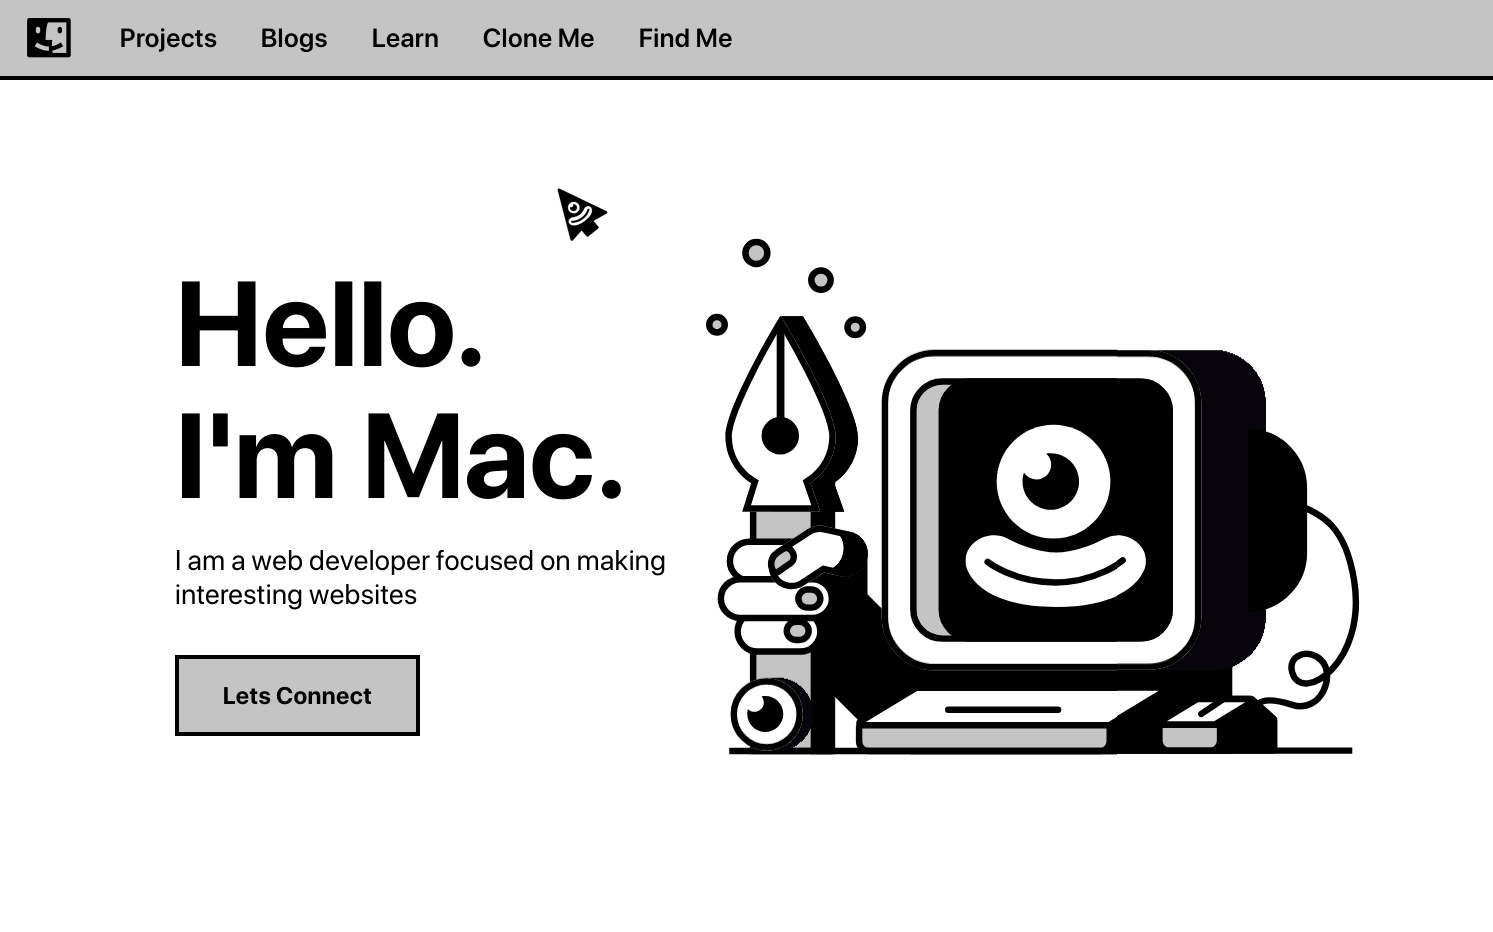 Projects Blogs Learn Clone Me Find Me
Hello.
I'm Mac.
I am a web developer focused on making
interesting websites
Lets Connect